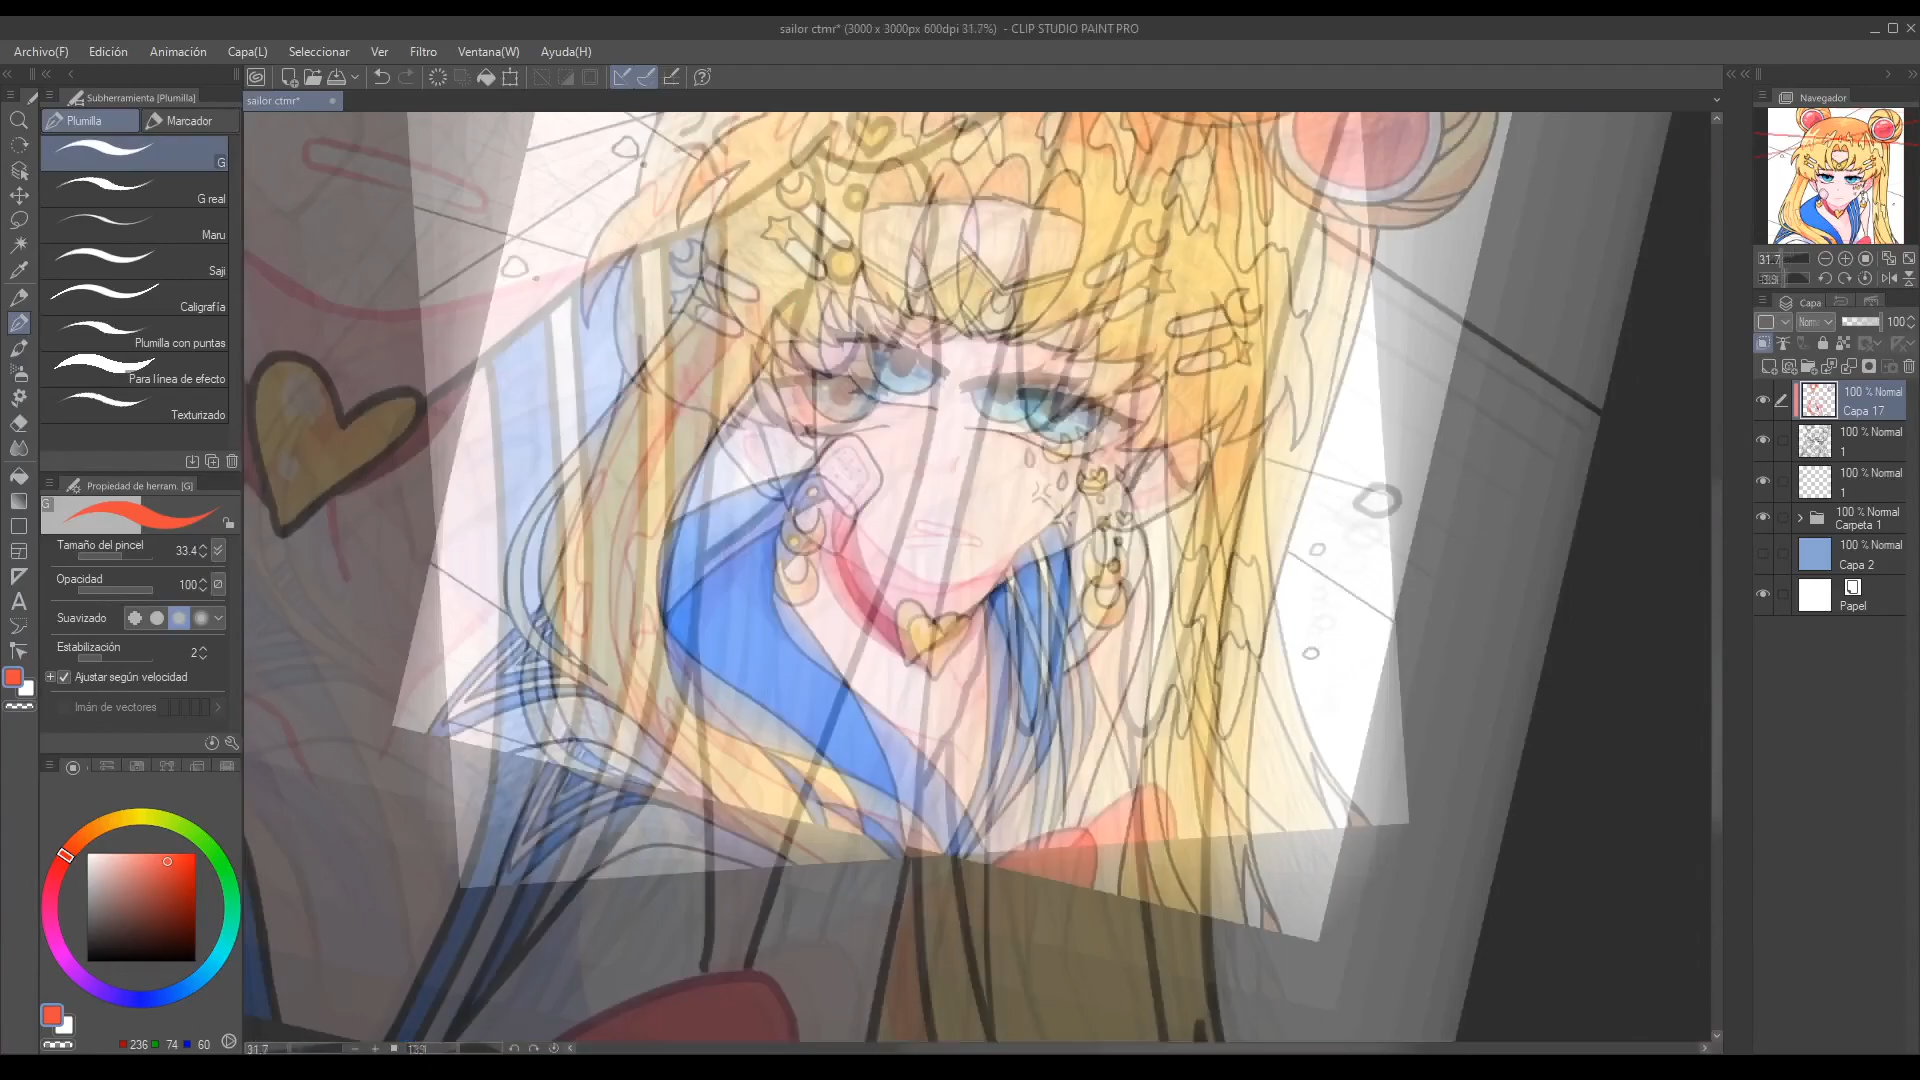 sailor ctmr* (3000 x 3000px 600dpi 31.7%) - CLIP STUDIO PAINT PRO
Archivo(F) Edición Animación Capa(L) Seleccionar Ver Filtro Ventana(W) Ayuda(H)
Subherramienta [Plumilla]
sailor ctmr*
Navegador
Plumilla Marcador
G
G real
Maru
Saji
Caligrafía
Plumilla con puntas
Para línea de efecto
Texturizado
Propiedad de herram. [G]
G
Tamaño del pincel 33.4
Opacidad 100
Suavizado
Estabilización
2
Ajustar según velocidad
Imán de vectores
236 74 60
31.7
31.7
Capa
100
100 % Normal
Capa 17
100 % Normal
1
100 % Normal
1
100 % Normal
Carpeta 1
100 % Normal
Capa 2
Papel